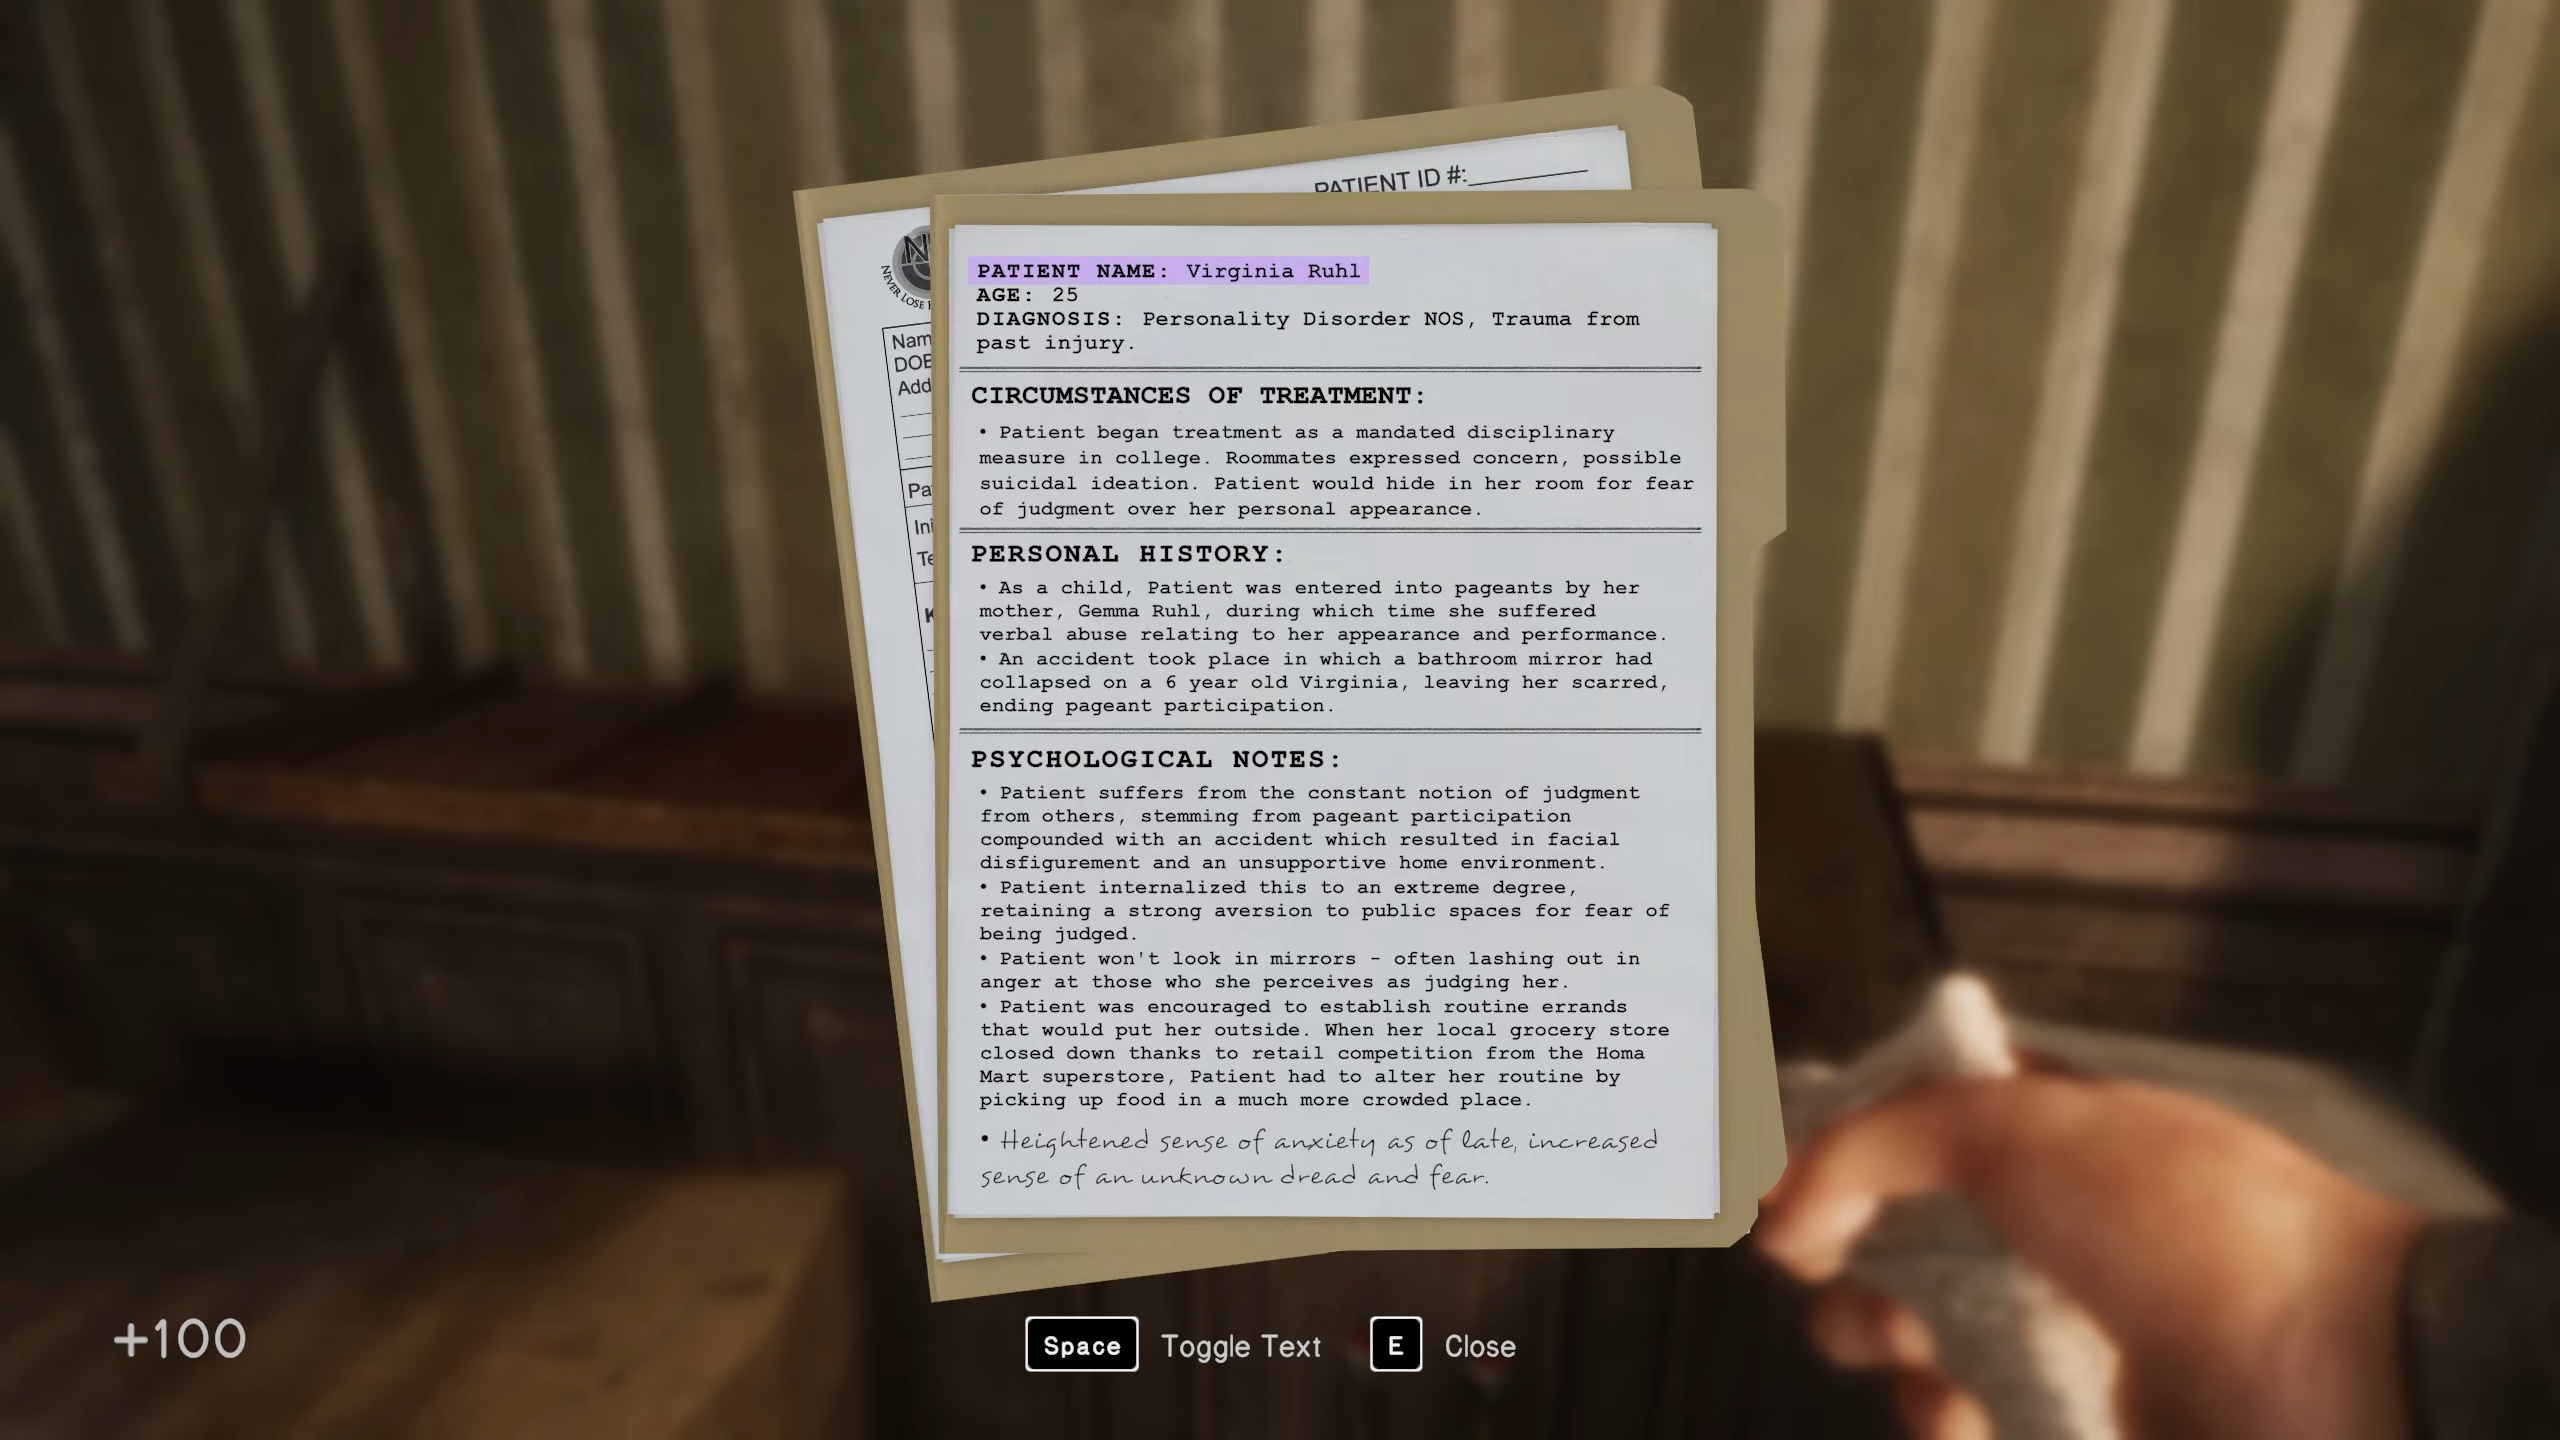 PATIENT ID #:
NEVER LOSE
Nam
DOB
Add
Pa
Ini
Te
PATIENT NAME: Virginia Ruhl
AGE: 25
DIAGNOSIS: Personality Disorder NOS, Trauma from
past injury.
CIRCUMSTANCES OF TREATMENT:
• Patient began treatment as a mandated disciplinary
measure in college. Roommates expressed concern, possible
suicidal ideation. Patient would hide in her room for fear
of judgment over her personal appearance.
PERSONAL HISTORY:
• As a child, Patient was entered into pageants by her
mother, Gemma Ruhl, during which time she suffered
verbal abuse relating to her appearance and performance.
• An accident took place in which a bathroom mirror had
collapsed on a 6 year old Virginia, leaving her scarred,
ending pageant participation.
PSYCHOLOGICAL NOTES:
• Patient suffers from the constant notion of judgment
from others, stemming from pageant participation
compounded with an accident which resulted in facial
disfigurement and an unsupportive home environment.
• Patient internalized this to an extreme degree,
retaining a strong aversion to public spaces for fear of
being judged.
• Patient won't look in mirrors - often lashing out in
anger at those who she perceives as judging her.
• Patient was encouraged to establish routine errands
that would put her outside. When her local grocery store
closed down thanks to retail competition from the Homa
Mart superstore, Patient had to alter her routine by
picking up food in a much more crowded place.
• Heightened sense of anxiety as of late, increased
sense of an unknown dread and fear.
+100
Space Toggle Text E Close